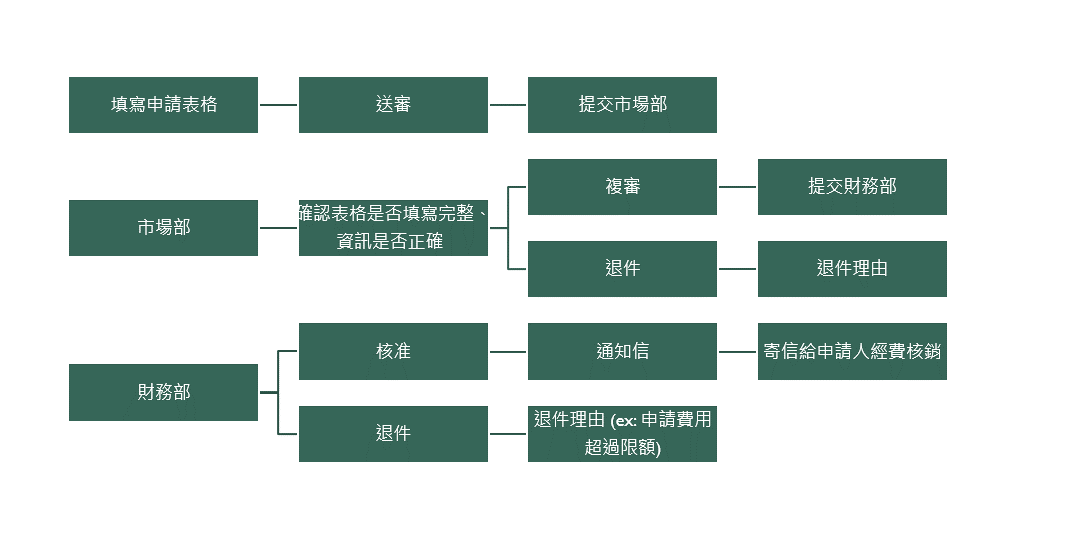 填寫申請表格
送審
提交市場部
市場部
確認表格是否填寫完整、
資訊是否正確
複審
提交財務部
退件
退件理由
財務部
核准
通知信
寄信給申請人經費核銷
退件
退件理由 (ex: 申請費用
超過限額)